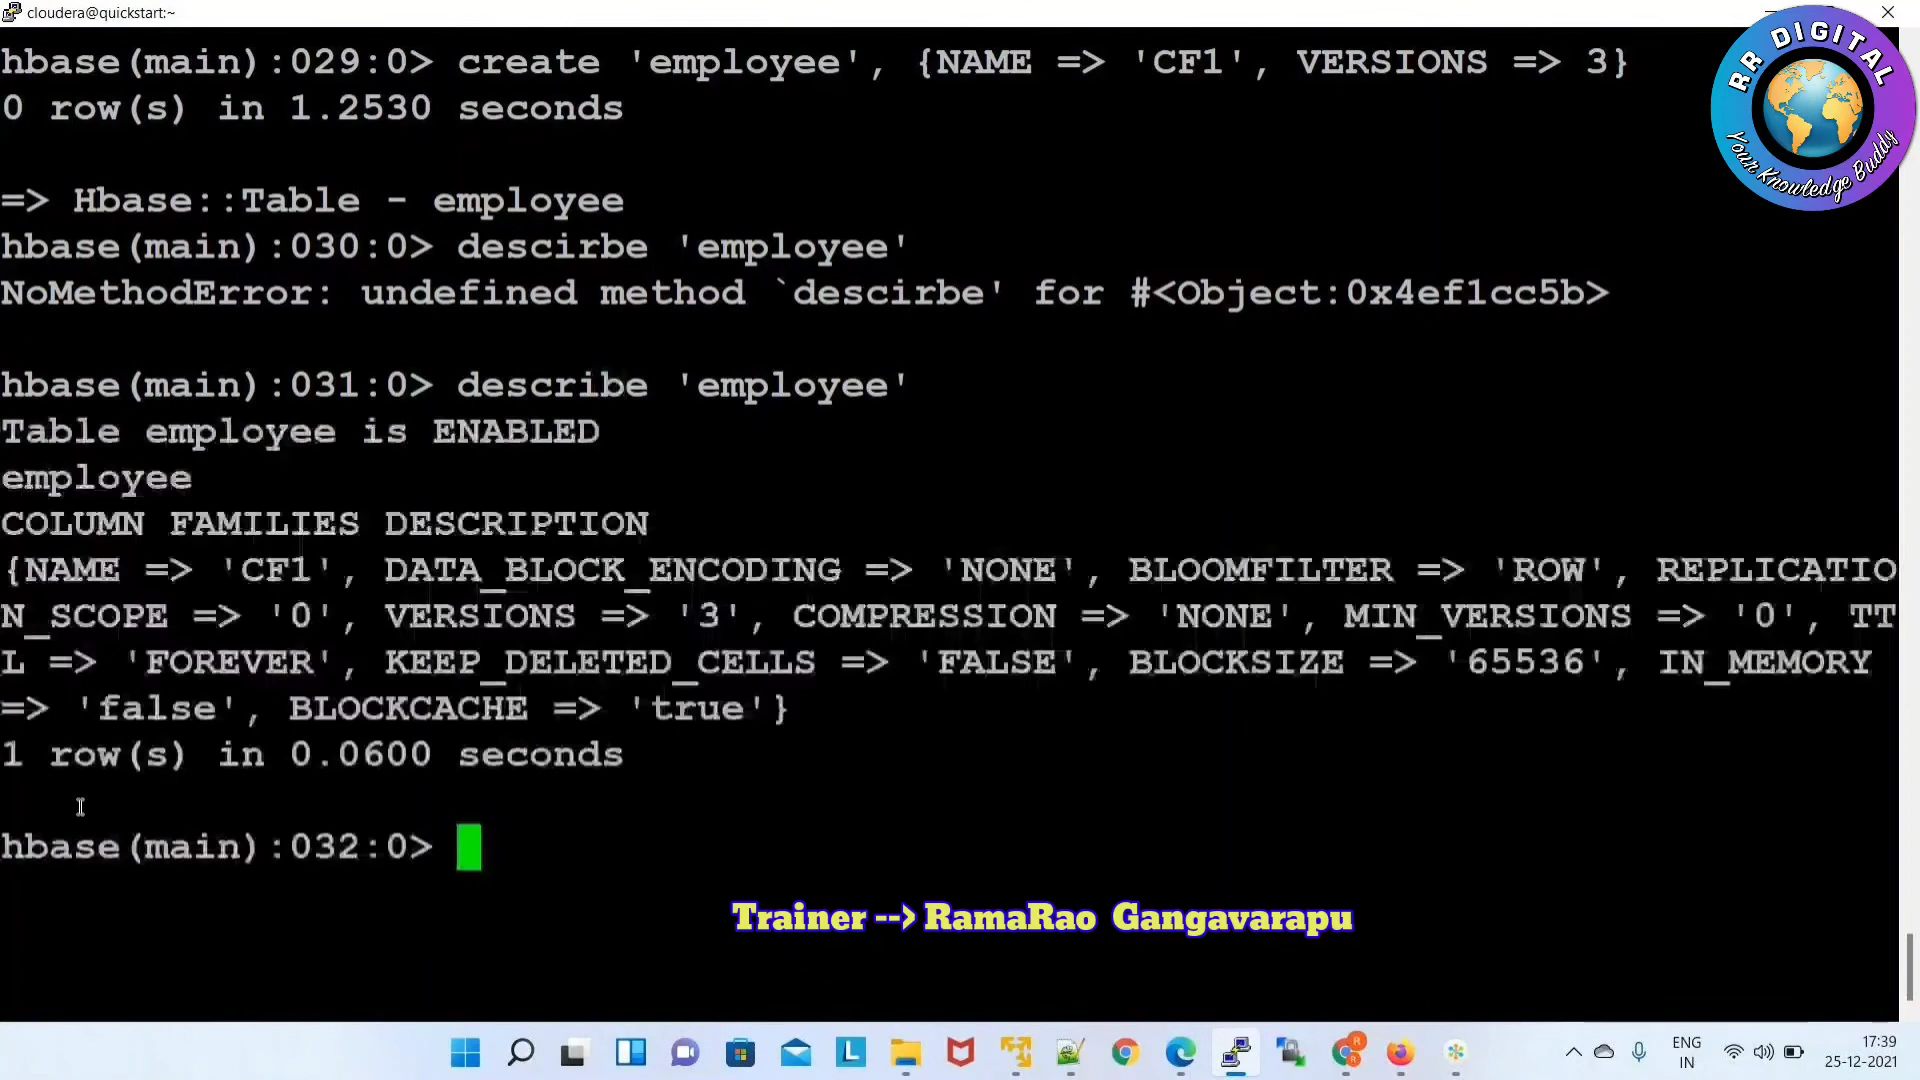 cloudera@quickstart:~
hbase(main):029:0> create 'employee', {NAME => 'CF1', VERSIONS => 3}
0 row(s) in 1.2530 seconds
=> Hbase::Table - employee
hbase(main):030:0> descirbe 'employee'
NoMethodError: undefined method `descirbe' for #<Object:0x4ef1cc5b>
hbase(main):031:0> describe 'employee'
Table employee is ENABLED
employee
COLUMN FAMILIES DESCRIPTION
{NAME => 'CF1', DATA_BLOCK_ENCODING => 'NONE', BLOOMFILTER => 'ROW', REPLICATIO
N_SCOPE => '0', VERSIONS => '3', COMPRESSION => 'NONE', MIN_VERSIONS => '0', TT
L => 'FOREVER', KEEP_DELETED_CELLS => 'FALSE', BLOCKSIZE => '65536', IN_MEMORY
=> 'false', BLOCKCACHE => 'true'}
1 row(s) in 0.0600 seconds
hbase(main):032:0>
RR DIGITAL
Your Knowledge Buddy
Trainer --> RamaRao Gangavarapu
L
R
R
ENG
IN
17:39
25-12-2021